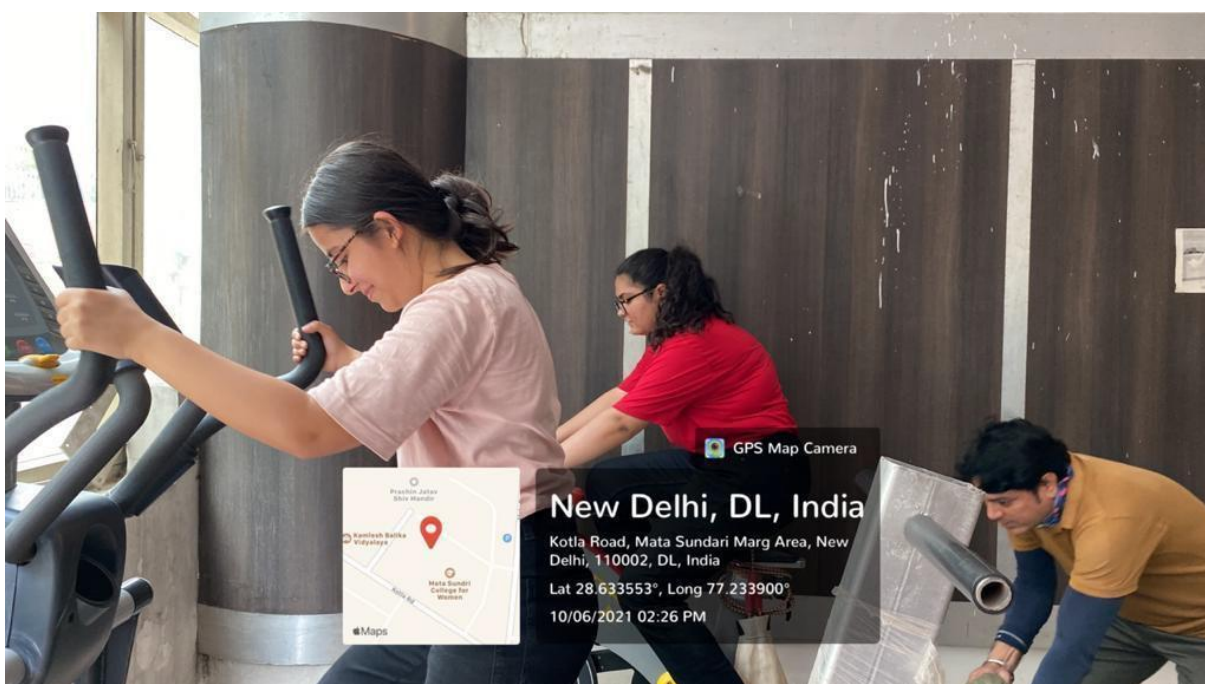 GPS Map Camera
New Delhi, DL, India
Kotla Road, Mata Sundari Marg Area, New
Delhi, 110002, DL, India
Lat 28.633553°, Long 77.233900°
10/06/2021 02:26 PM
Prachin Jatav
Shiv Mandir
Kamlesh Balika
Vidyalaya
Mata Sundri
College for
Women
Kotla Rd
Maps